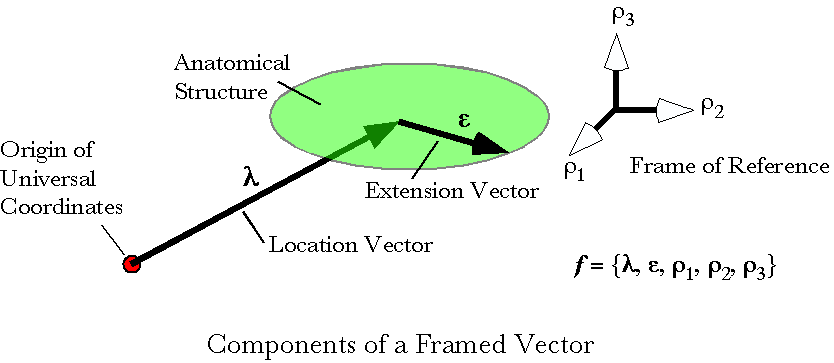 Anatomical
Structure
ρ3
ε
ρ2
ρ1
Frame of Reference
Origin of
Universal
Coordinates
λ
Extension Vector
Location Vector
f = {λ, ε, ρ1, ρ2, ρ3}
Components of a Framed Vector